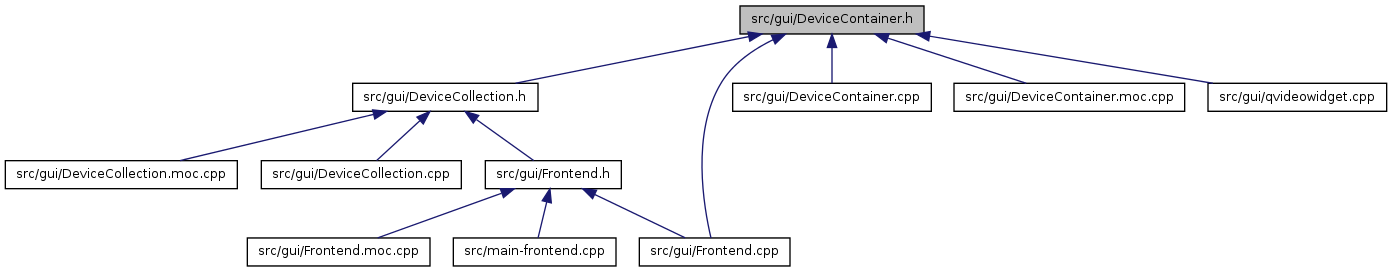 src/gui/DeviceContainer.h
src/gui/DeviceCollection.h
src/gui/DeviceContainer.cpp
src/gui/DeviceContainer.moc.cpp
src/gui/qvideowidget.cpp
src/gui/DeviceCollection.moc.cpp
src/gui/DeviceCollection.cpp
src/gui/Frontend.h
src/gui/Frontend.moc.cpp
src/main-frontend.cpp
src/gui/Frontend.cpp